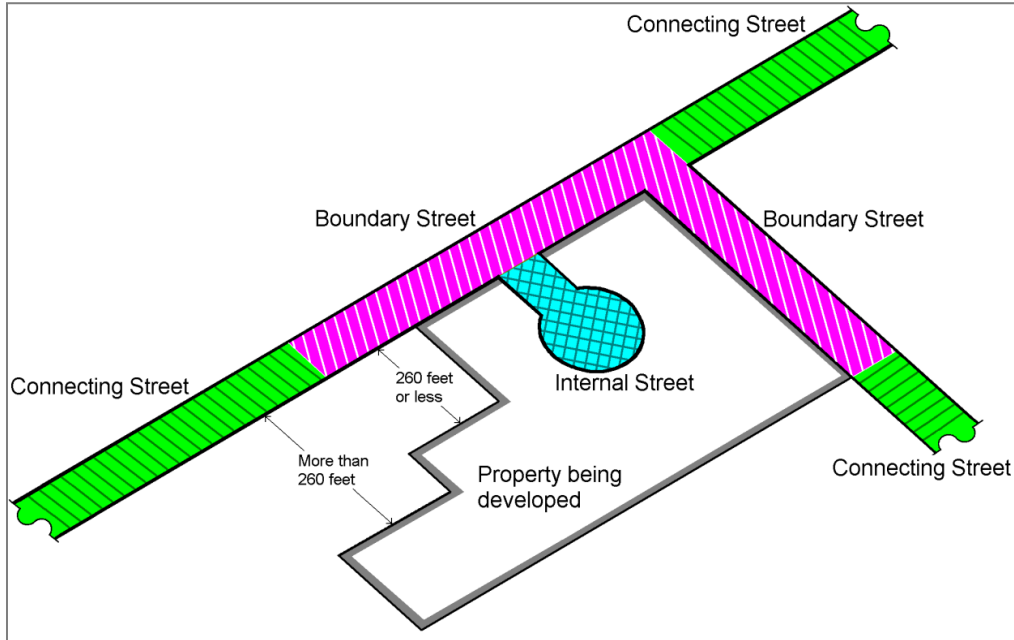 Connecting Street
Boundary Street
Boundary Street
Connecting Street
260 feet
or less
Internal Street
More than
260 feet
Property being
developed
Connecting Street